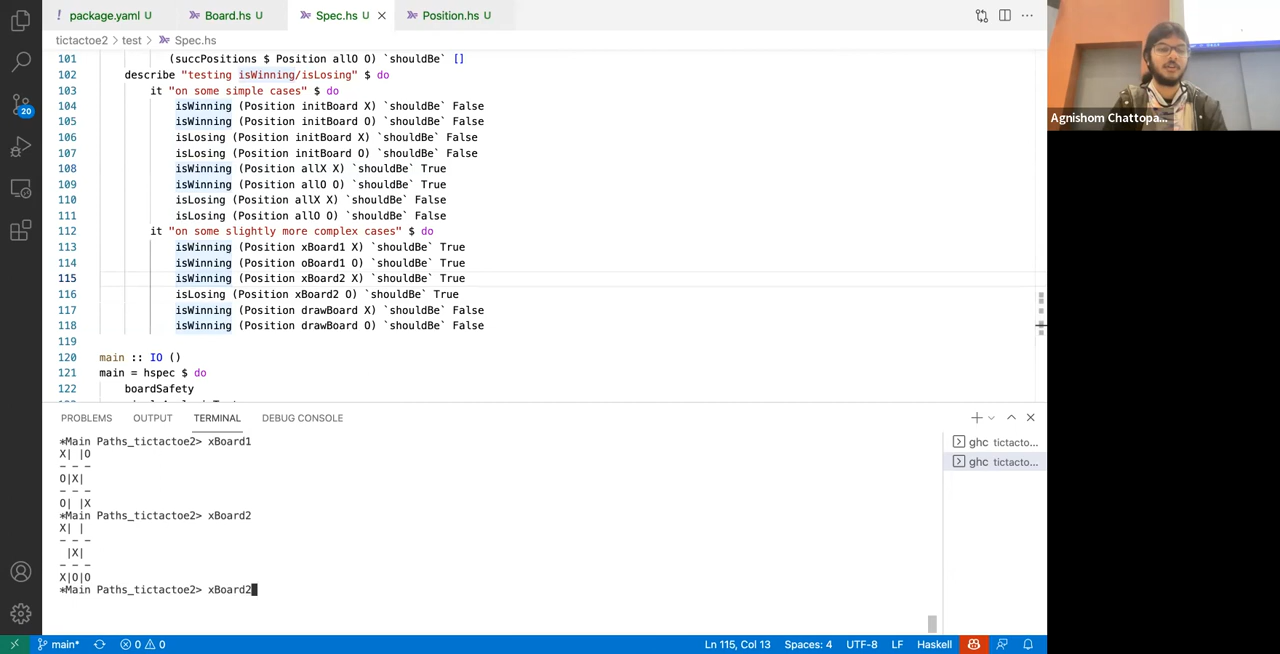 package.yaml U
Board.hs U
Spec.hs U
Position.hs U
tictactoe2 > test > Spec.hs
101 (succPositions $ Position allO O) `shouldBe` []
102 describe "testing isWinning/isLosing" $ do
103 it "on some simple cases" $ do
104 isWinning (Position initBoard X) `shouldBe` False
105 isWinning (Position initBoard O) `shouldBe` False
106 isLosing (Position initBoard X) `shouldBe` False
107 isLosing (Position initBoard O) `shouldBe` False
108 isWinning (Position allX X) `shouldBe` True
109 isWinning (Position allO O) `shouldBe` True
110 isLosing (Position allX X) `shouldBe` False
111 isLosing (Position allO O) `shouldBe` False
112 it "on some slightly more complex cases" $ do
113 isWinning (Position xBoard1 X) `shouldBe` True
114 isWinning (Position oBoard1 O) `shouldBe` True
115 isWinning (Position xBoard2 X) `shouldBe` True
116 isLosing (Position xBoard2 O) `shouldBe` True
117 isWinning (Position drawBoard X) `shouldBe` False
118 isWinning (Position drawBoard O) `shouldBe` False
119
120 main :: IO ()
121 main = hspec $ do
122 boardSafety
Agnishom Chattopa...
20
PROBLEMS OUTPUT TERMINAL DEBUG CONSOLE
*Main Paths_tictactoe2> xBoard1
X| |O
- - -
O|X|
- - -
O| |X
*Main Paths_tictactoe2> xBoard2
X| |
- - -
 |X|
- - -
X|O|O
*Main Paths_tictactoe2> xBoard2
ghc tictacto...
ghc tictacto...
main* 0 0 Ln 115, Col 13 Spaces: 4 UTF-8 LF Haskell